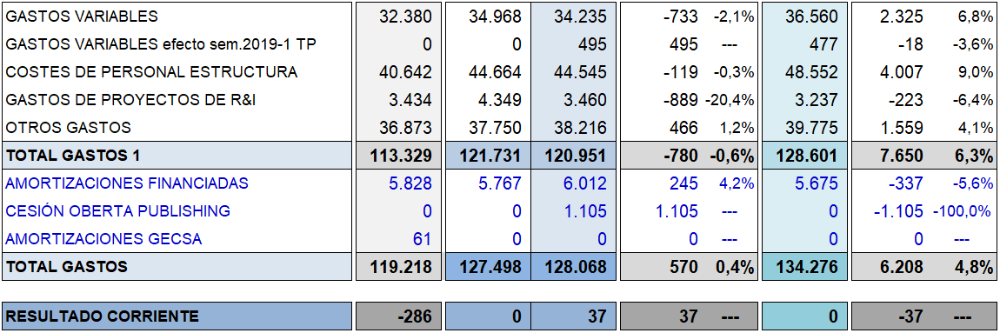 GASTOS VARIABLES 32.380 34.968 34.235 -733 -2,1% 36.560 2.325 6,8%
GASTOS VARIABLES efecto sem.2019-1 TP 0 0 495 495 --- 477 -18 -3,6%
COSTES DE PERSONAL ESTRUCTURA 40.642 44.664 44.545 -119 -0,3% 48.552 4.007 9,0%
GASTOS DE PROYECTOS DE R&I 3.434 4.349 3.460 -889 -20,4% 3.237 -223 -6,4%
OTROS GASTOS 36.873 37.750 38.216 466 1,2% 39.775 1.559 4,1%
TOTAL GASTOS 1 113.329 121.731 120.951 -780 -0,6% 128.601 7.650 6,3%
AMORTIZACIONES FINANCIADAS 5.828 5.767 6.012 245 4,2% 5.675 -337 -5,6%
CESIÓN OBERTA PUBLISHING 0 0 1.105 1.105 --- 0 -1.105 -100,0%
AMORTIZACIONES GECSA 61 0 0 0 --- 0 0 ---
TOTAL GASTOS 119.218 127.498 128.068 570 0,4% 134.276 6.208 4,8%
RESULTADO CORRIENTE -286 0 37 37 --- 0 -37 ---